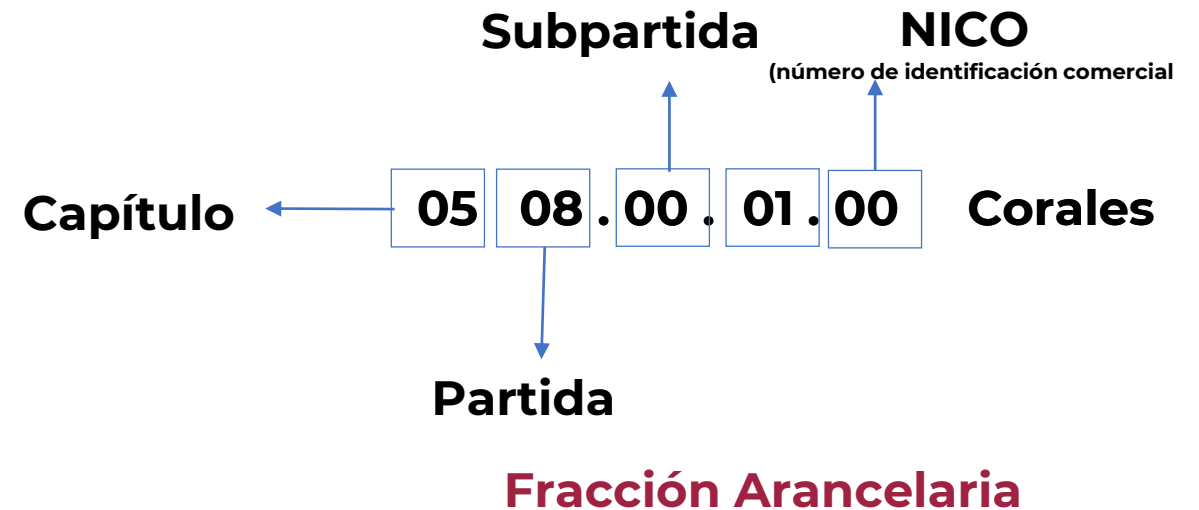 Subpartida
NICO
(número de identificación comercial
Capítulo
05 08 . 00 . 01 . 00
Corales
Partida
Fracción Arancelaria